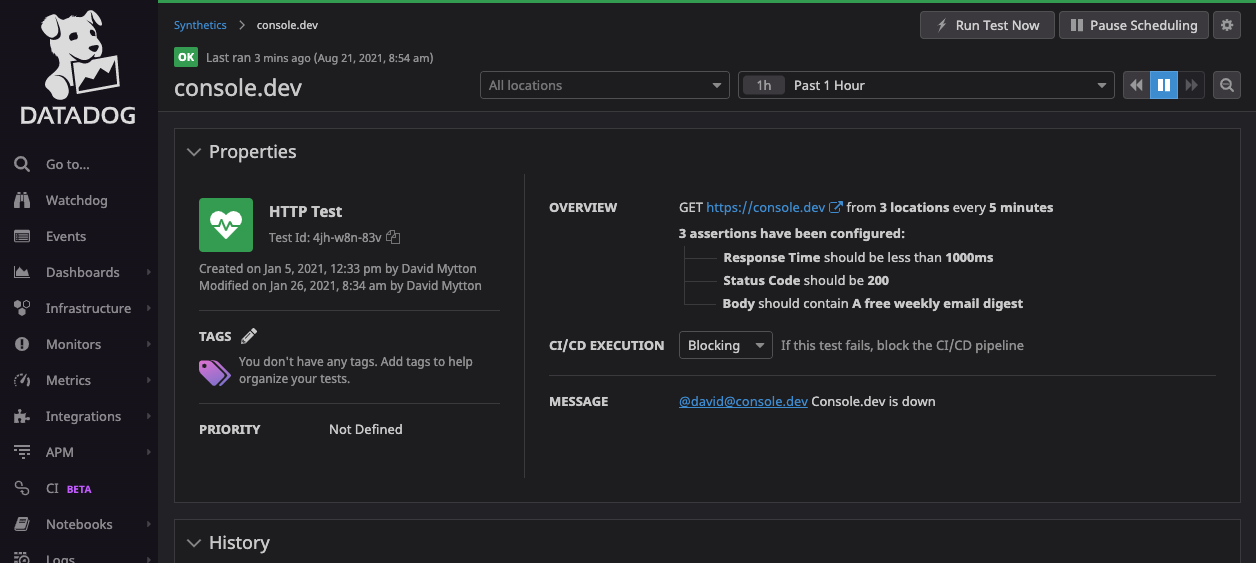 DATADOG
Go to...
Watchdog
Events
Dashboards
Infrastructure
Monitors
Metrics
Integrations
APM
CI BETA
Notebooks
Logs
Synthetics > console.dev
Run Test Now
Pause Scheduling
OK Last ran 3 mins ago (Aug 21, 2021, 8:54 am)
console.dev
All locations
1h Past 1 Hour
Properties
HTTP Test
Test Id: 4jh-w8n-83v
Created on Jan 5, 2021, 12:33 pm by David Mytton
Modified on Jan 26, 2021, 8:34 am by David Mytton
TAGS
You don't have any tags. Add tags to help
organize your tests.
PRIORITY Not Defined
OVERVIEW GET https://console.dev from 3 locations every 5 minutes
3 assertions have been configured:
Response Time should be less than 1000ms
Status Code should be 200
Body should contain A free weekly email digest
CI/CD EXECUTION Blocking If this test fails, block the CI/CD pipeline
MESSAGE @david@console.dev Console.dev is down
History